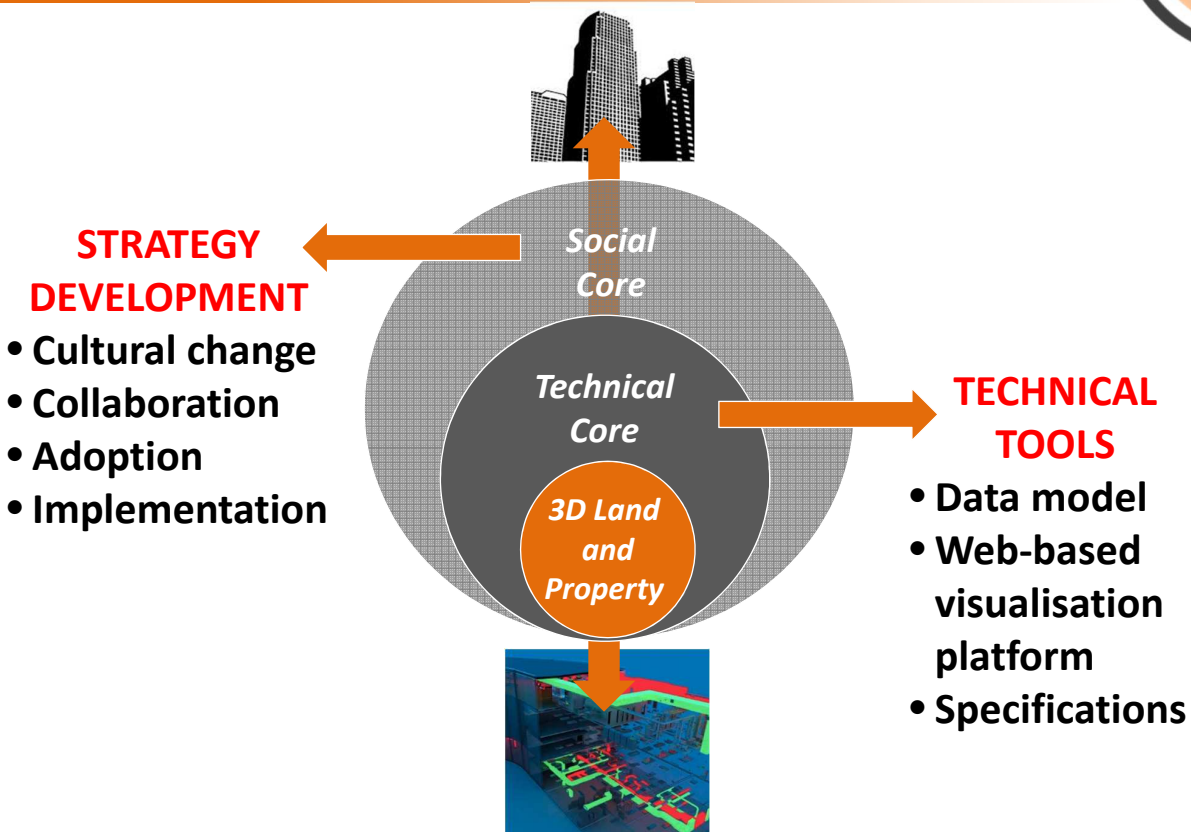 STRATEGY
DEVELOPMENT
• Cultural change
• Collaboration
• Adoption
• Implementation
Social
Core
Technical
Core
3D Land
and
Property
TECHNICAL
TOOLS
• Data model
• Web-based
visualisation
platform
• Specifications